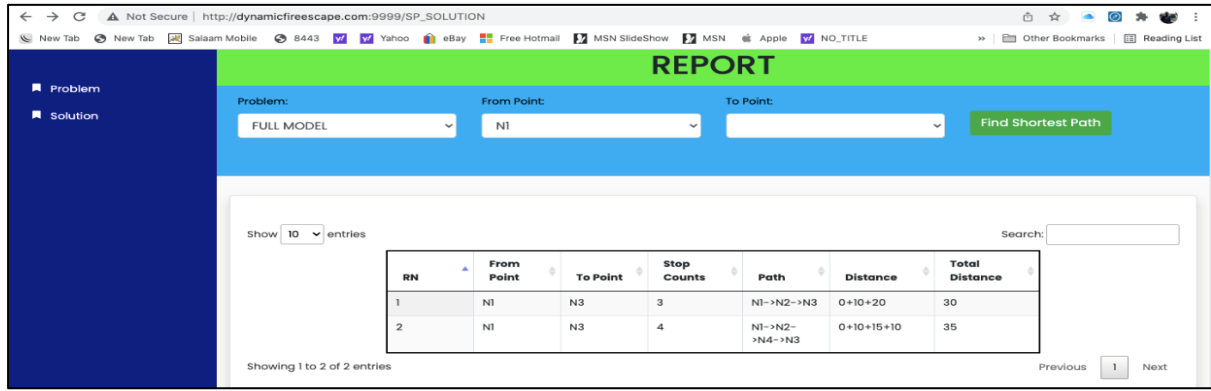 Not Secure | http://dynamicfireescape.com:9999/SP_SOLUTION
New Tab New Tab Salaam Mobile 8443 Yahoo eBay Free Hotmail MSN SlideShow MSN Apple NO_TITLE » Other Bookmarks Reading List
REPORT
Problem
Solution
Problem: From Point: To Point:
FULL MODEL N1 Find Shortest Path
Show 10 entries Search:
RN From Point To Point Stop Counts Path Distance Total Distance
1 N1 N3 3 N1->N2->N3 0+10+20 30
2 N1 N3 4 N1->N2-
>N4->N3 0+10+15+10 35
Showing 1 to 2 of 2 entries Previous 1 Next